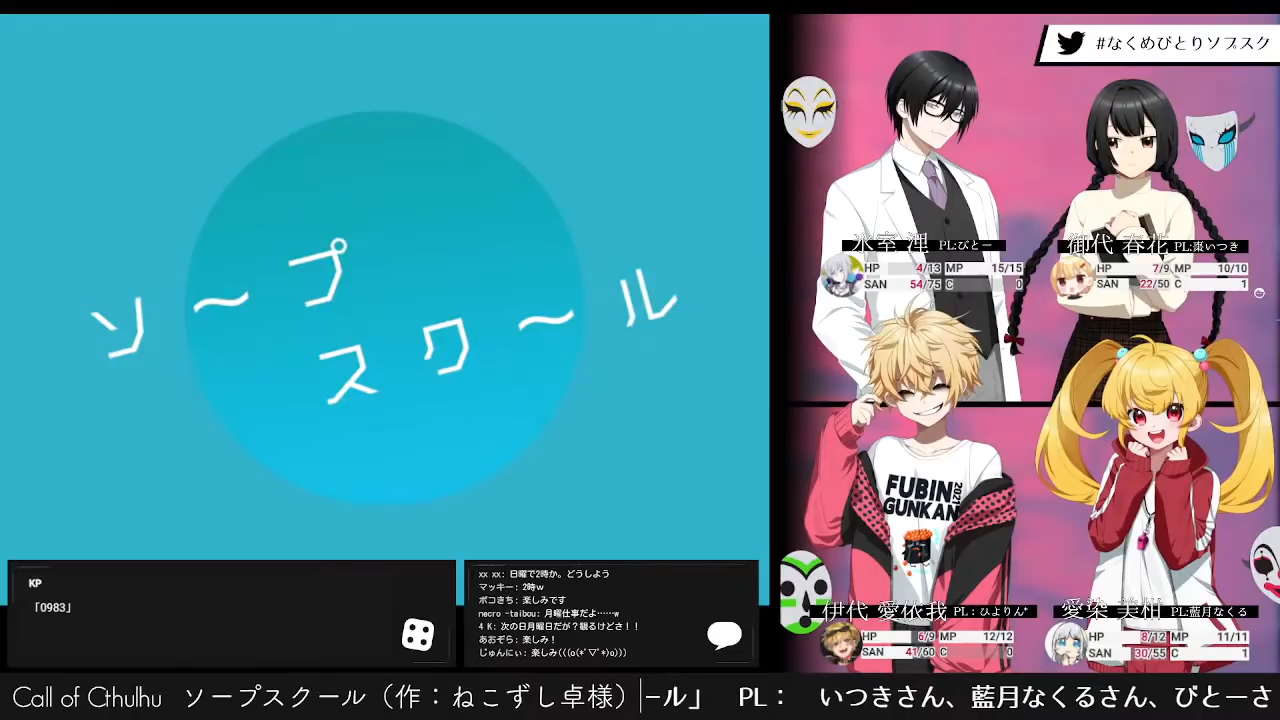 ソ～プ
スク～ル
KP
「0983」
xx xx: 日曜で2時か。どうしよう
マッキー: 2時w
ポコきち: 楽しみです
necro -taibou: 月曜仕事だよ……w
4 K: 次の日月曜日だが？観るけどさ！！
あおぞら: 楽しみ！
じゅんにぃ: 楽しみ(((o(*ﾟ▽ﾟ*)o)))
#なくめびとりソプスク
氷室 浬 PL:びとー
HP 4/13 MP 15/15
SAN 54/75 C 0
御代 春花 PL:棗いつき
HP 7/9 MP 10/10
SAN 22/50 C 1
FUBIN 2021
GUNKAN
伊代 愛依我 PL：ひよりん*
HP 6/9 MP 12/12
SAN 41/60 C 0
愛染 美柑 PL:藍月なくる
HP 8/12 MP 11/11
SAN 30/55 C 1
Call of Cthulhu ソープスクール（作：ねこずし卓様）
ール」 PL： いつきさん、藍月なくるさん、びとーさ